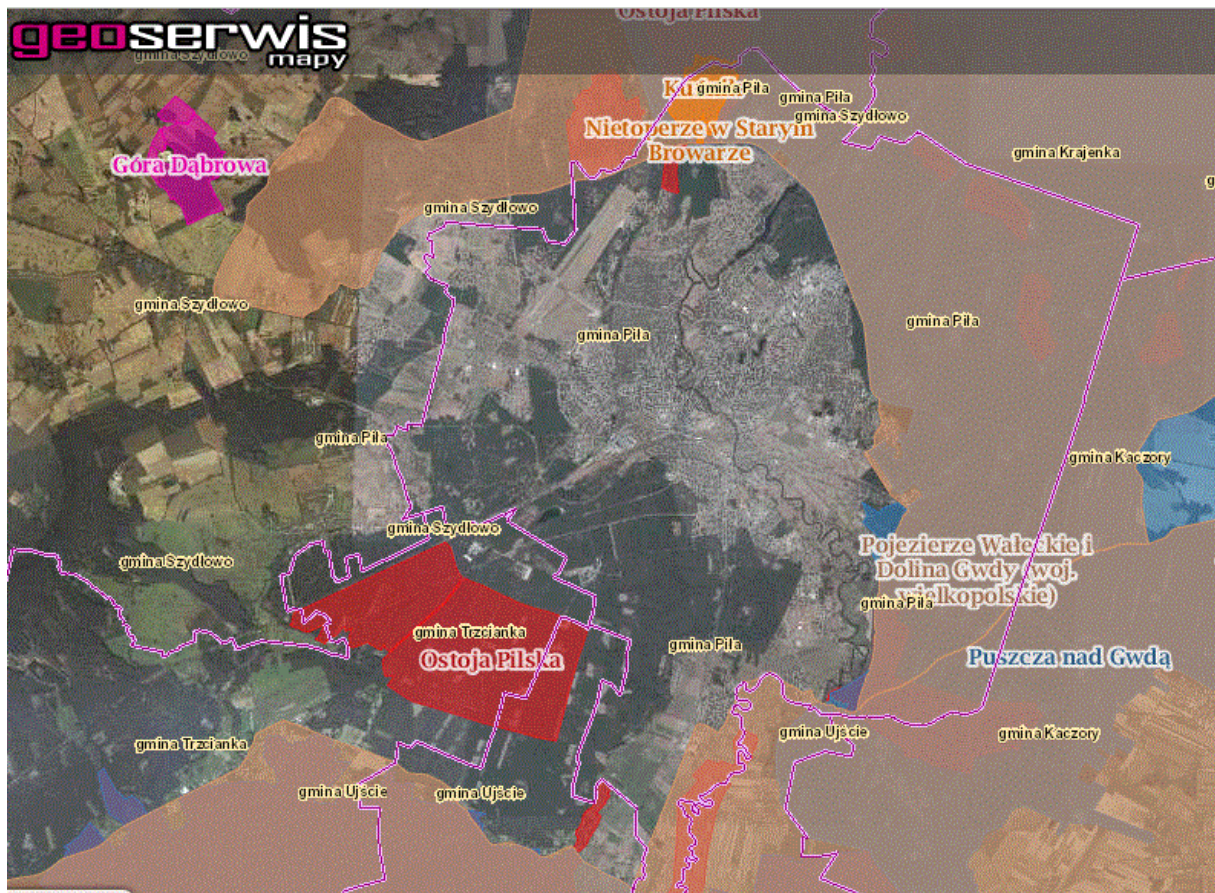 Ostoja Pilska
geoserwis
mapy
gmina Szydłowo
gmina Piła
gmina Piła
gmina Szydłowo
Nietoperze w Starym
Browarze
gmina Krajenka
Góra Dąbrowa
gmina Szydłowo
gmina Szydłowo
gmina Piła
gmina Piła
gmina Piła
gmina Kaczory
gmina Szydłowo
Pojezierze Wałeckie i
Dolina Gwdy (woj.
wielkopolskie)
gmina Szydłowo
gmina Piła
gmina Trzcianka
gmina Piła
Ostoja Pilska
Puszcza nad Gwdą
gmina Ujście
gmina Kaczory
gmina Trzcianka
gmina Ujście
gmina Ujście